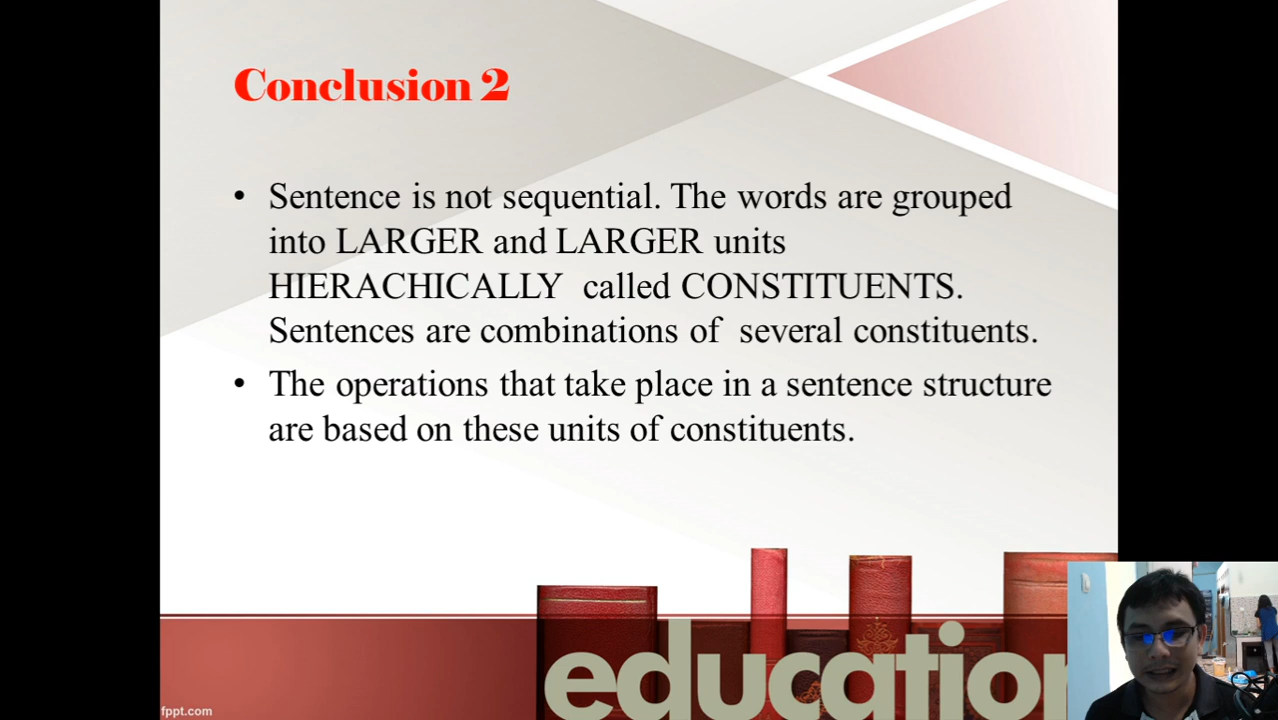 Conclusion 2
• Sentence is not sequential. The words are grouped
into LARGER and LARGER units
HIERACHICALLY called CONSTITUENTS.
Sentences are combinations of several constituents.
• The operations that take place in a sentence structure
are based on these units of constituents.
education
fppt.com